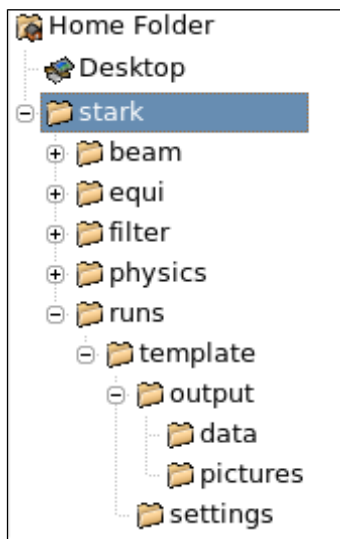 Home Folder
Desktop
stark
beam
equi
filter
physics
runs
template
output
data
pictures
settings